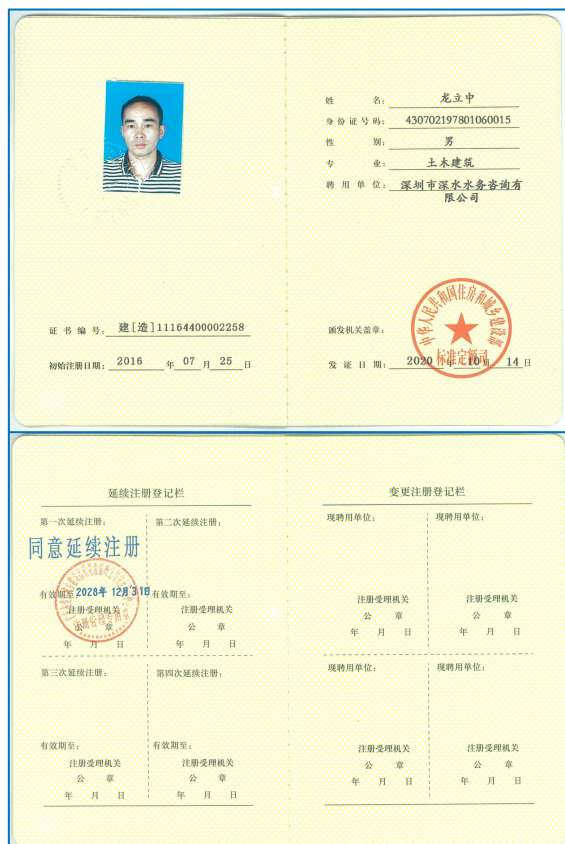 姓 名：龙立中
身份证号码：430702197801060015
性 别：男
专 业：土木建筑
聘用单位：深圳市深水水务咨询有
限公司
证书编号：建[造]11164400002258
初始注册日期：2016 年 07 月 25 日
颁发机关盖章：
中华人民共和国住房和城乡建设部
标准定额司
发证日期：2020 年 10 月 14 日
延续注册登记栏
第一次延续注册：
同意延续注册
有效期至：2028年 12月 31日
注册受理机关
公 章
年 月 日
第二次延续注册：
有效期至：
注册受理机关
公 章
年 月 日
第三次延续注册：
有效期至：
注册受理机关
公 章
年 月 日
第四次延续注册：
有效期至：
注册受理机关
公 章
年 月 日
变更注册登记栏
现聘用单位：
注册受理机关
公 章
年 月 日
现聘用单位：
注册受理机关
公 章
年 月 日
现聘用单位：
注册受理机关
公 章
年 月 日
现聘用单位：
注册受理机关
公 章
年 月 日